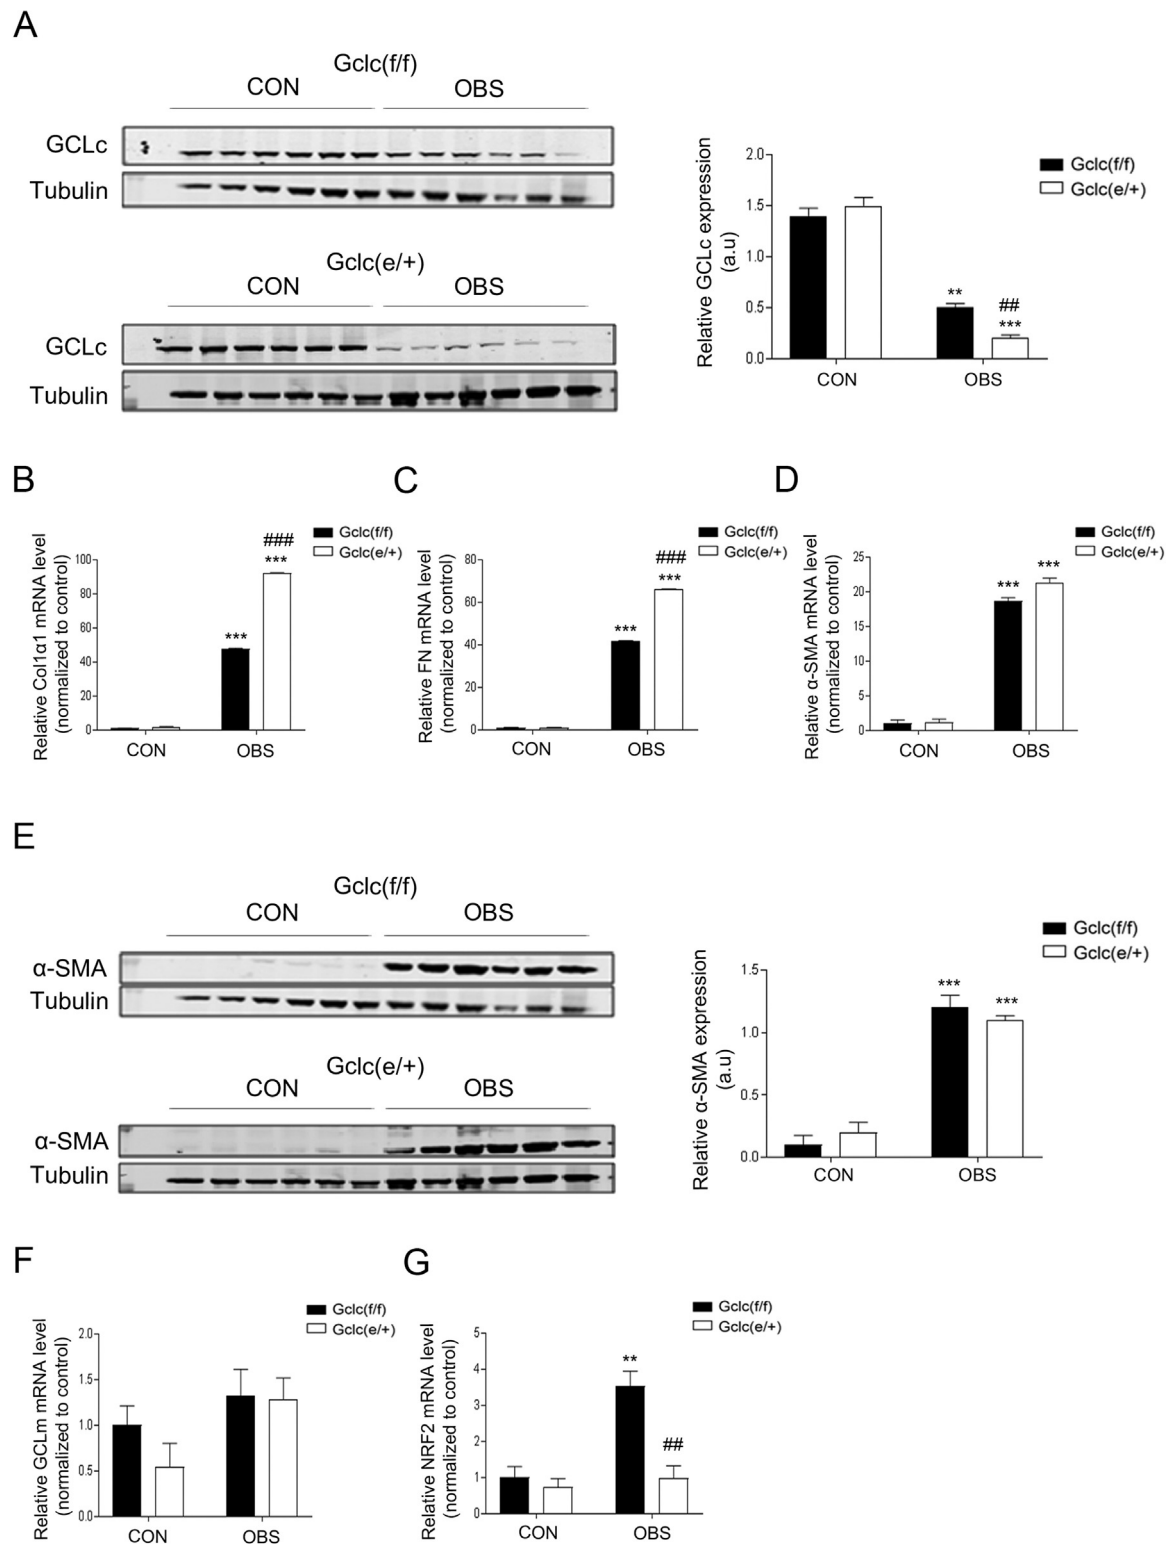 A
Gclc(f/f)
CON OBS
GCLc
Tubulin
Gclc(e/+)
CON OBS
GCLc
Tubulin
Relative GCLc expression
(a.u)
2.0
1.5
1.0
0.5
0.0
**
##
***
CON OBS
Gclc(f/f)
Gclc(e/+)
B
Relative Col1α1 mRNA level
(normalized to control)
100
80
60
40
20
0
***
###
***
CON OBS
Gclc(f/f)
Gclc(e/+)
C
Relative FN mRNA level
(normalized to control)
80
60
40
20
0
***
###
***
CON OBS
Gclc(f/f)
Gclc(e/+)
D
Relative α-SMA mRNA level
(normalized to control)
25
20
15
10
5
0
***
***
CON OBS
Gclc(f/f)
Gclc(e/+)
E
Gclc(f/f)
CON OBS
α-SMA
Tubulin
Gclc(e/+)
CON OBS
α-SMA
Tubulin
Relative α-SMA expression
(a.u)
1.5
1.0
0.5
0.0
***
***
CON OBS
Gclc(f/f)
Gclc(e/+)
F
Relative GCLm mRNA level
(normalized to control)
2.0
1.5
1.0
0.5
0.0
CON OBS
Gclc(f/f)
Gclc(e/+)
G
Relative NRF2 mRNA level
(normalized to control)
5
4
3
2
1
0
**
##
CON OBS
Gclc(f/f)
Gclc(e/+)